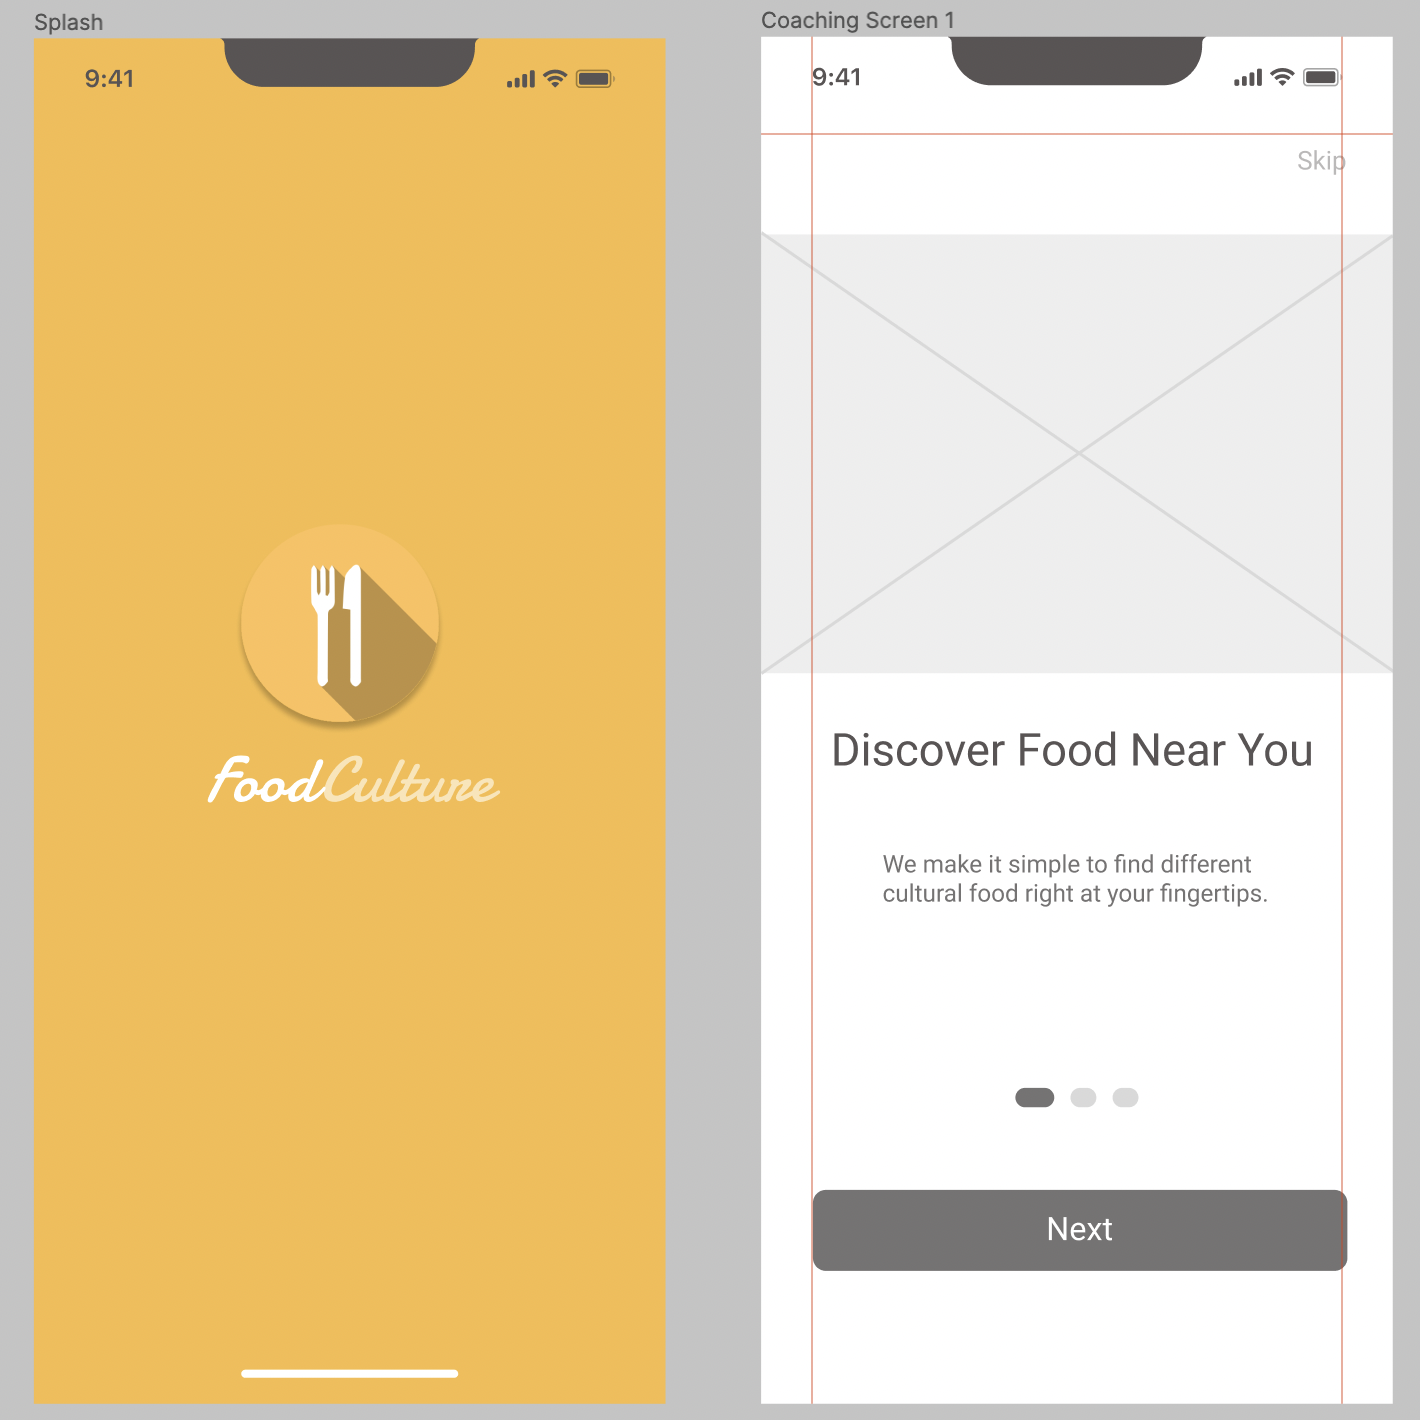 Splash
9:41
FoodCulture
Coaching Screen 1
9:41
Skip
Discover Food Near You
We make it simple to find different
cultural food right at your fingertips.
Next